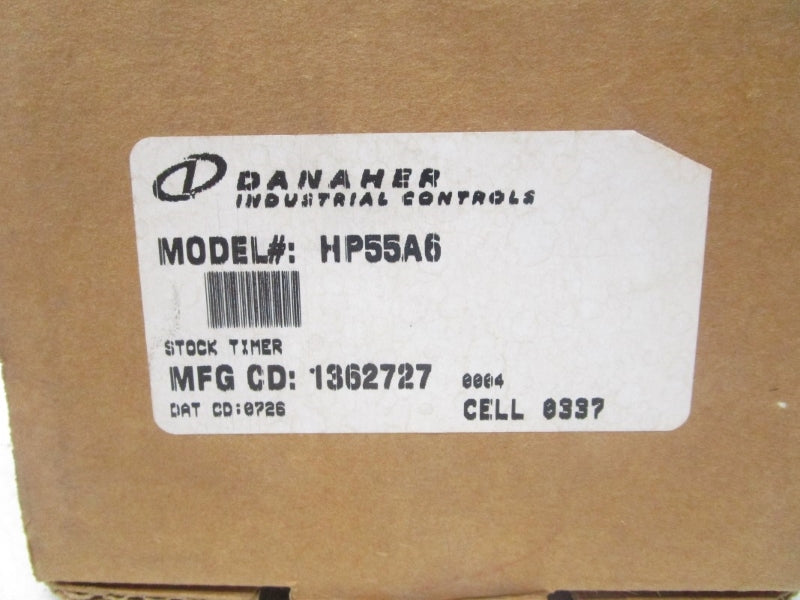 DANAHER
INDUSTRIAL CONTROLS
MODEL#: HP55A6
STOCK TIMER
MFG CD: 1362727 0004
DAT CD:0726 CELL 0337